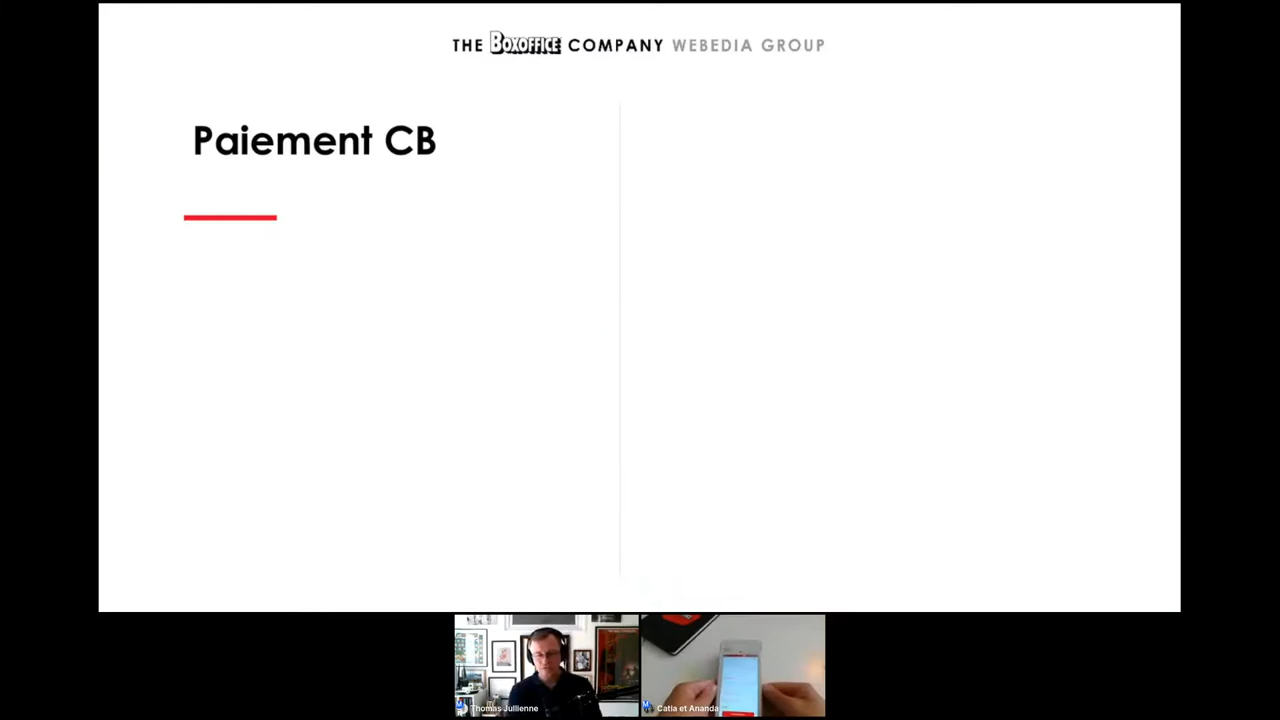 THE BOXOFFICE COMPANY WEBEDIA GROUP
Paiement CB
Thomas Jullienne
Catia et Ananda